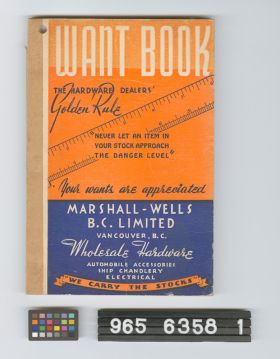 WANT BOOK
THE HARDWARE DEALERS'
Golden Rule
"NEVER LET AN ITEM IN
YOUR STOCK APPROACH
THE DANGER LEVEL"
Your wants are appreciated
MARSHALL-WELLS
B.C. LIMITED
VANCOUVER, B.C.
Wholesale Hardware
AUTOMOBILE ACCESSORIES
SHIP CHANDLERY
ELECTRICAL
"WE CARRY THE STOCKS"
965 6358 1